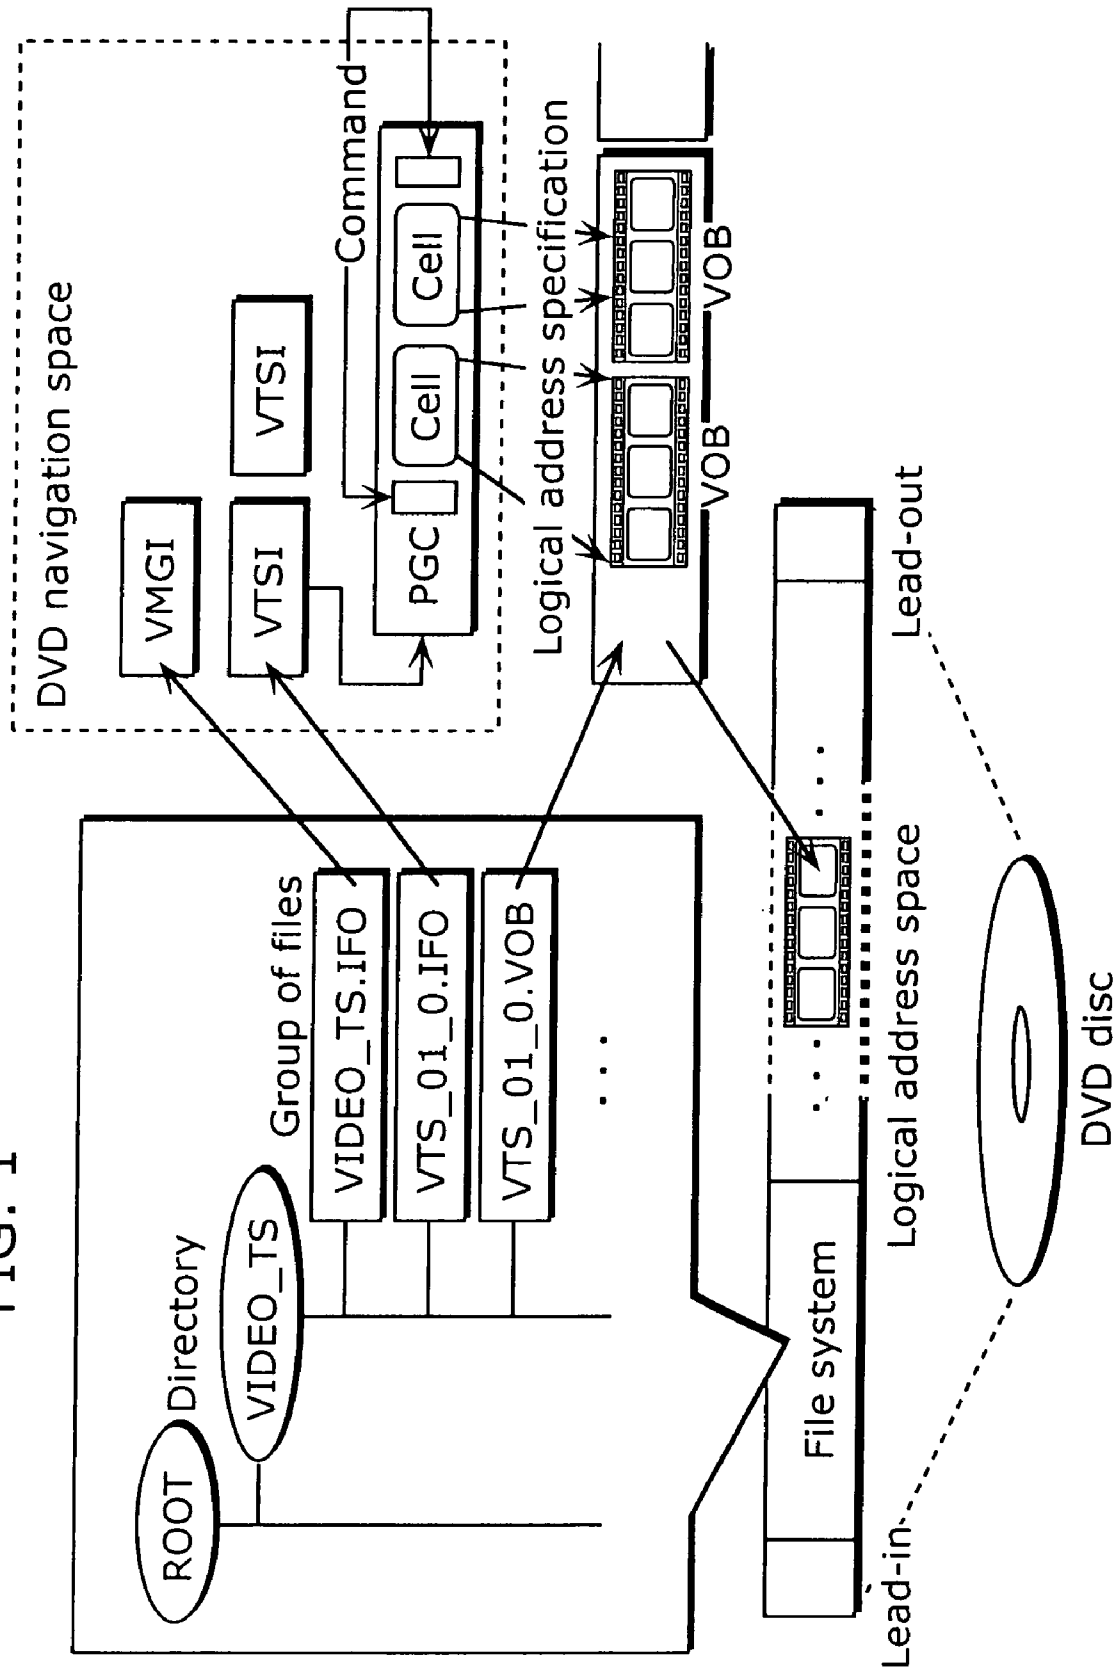 FIG. 1
ROOT
Directory
VIDEO_TS
Group of files
VIDEO_TS.IFO
VTS_01_0.IFO
VTS_01_0.VOB
. . .
DVD navigation space
VMGI
VTSI
VTSI
Command
PGC
Cell
Cell
Logical address specification
VOB
VOB
File system
. . .
. . .
Logical address space
Lead-in
Lead-out
DVD disc